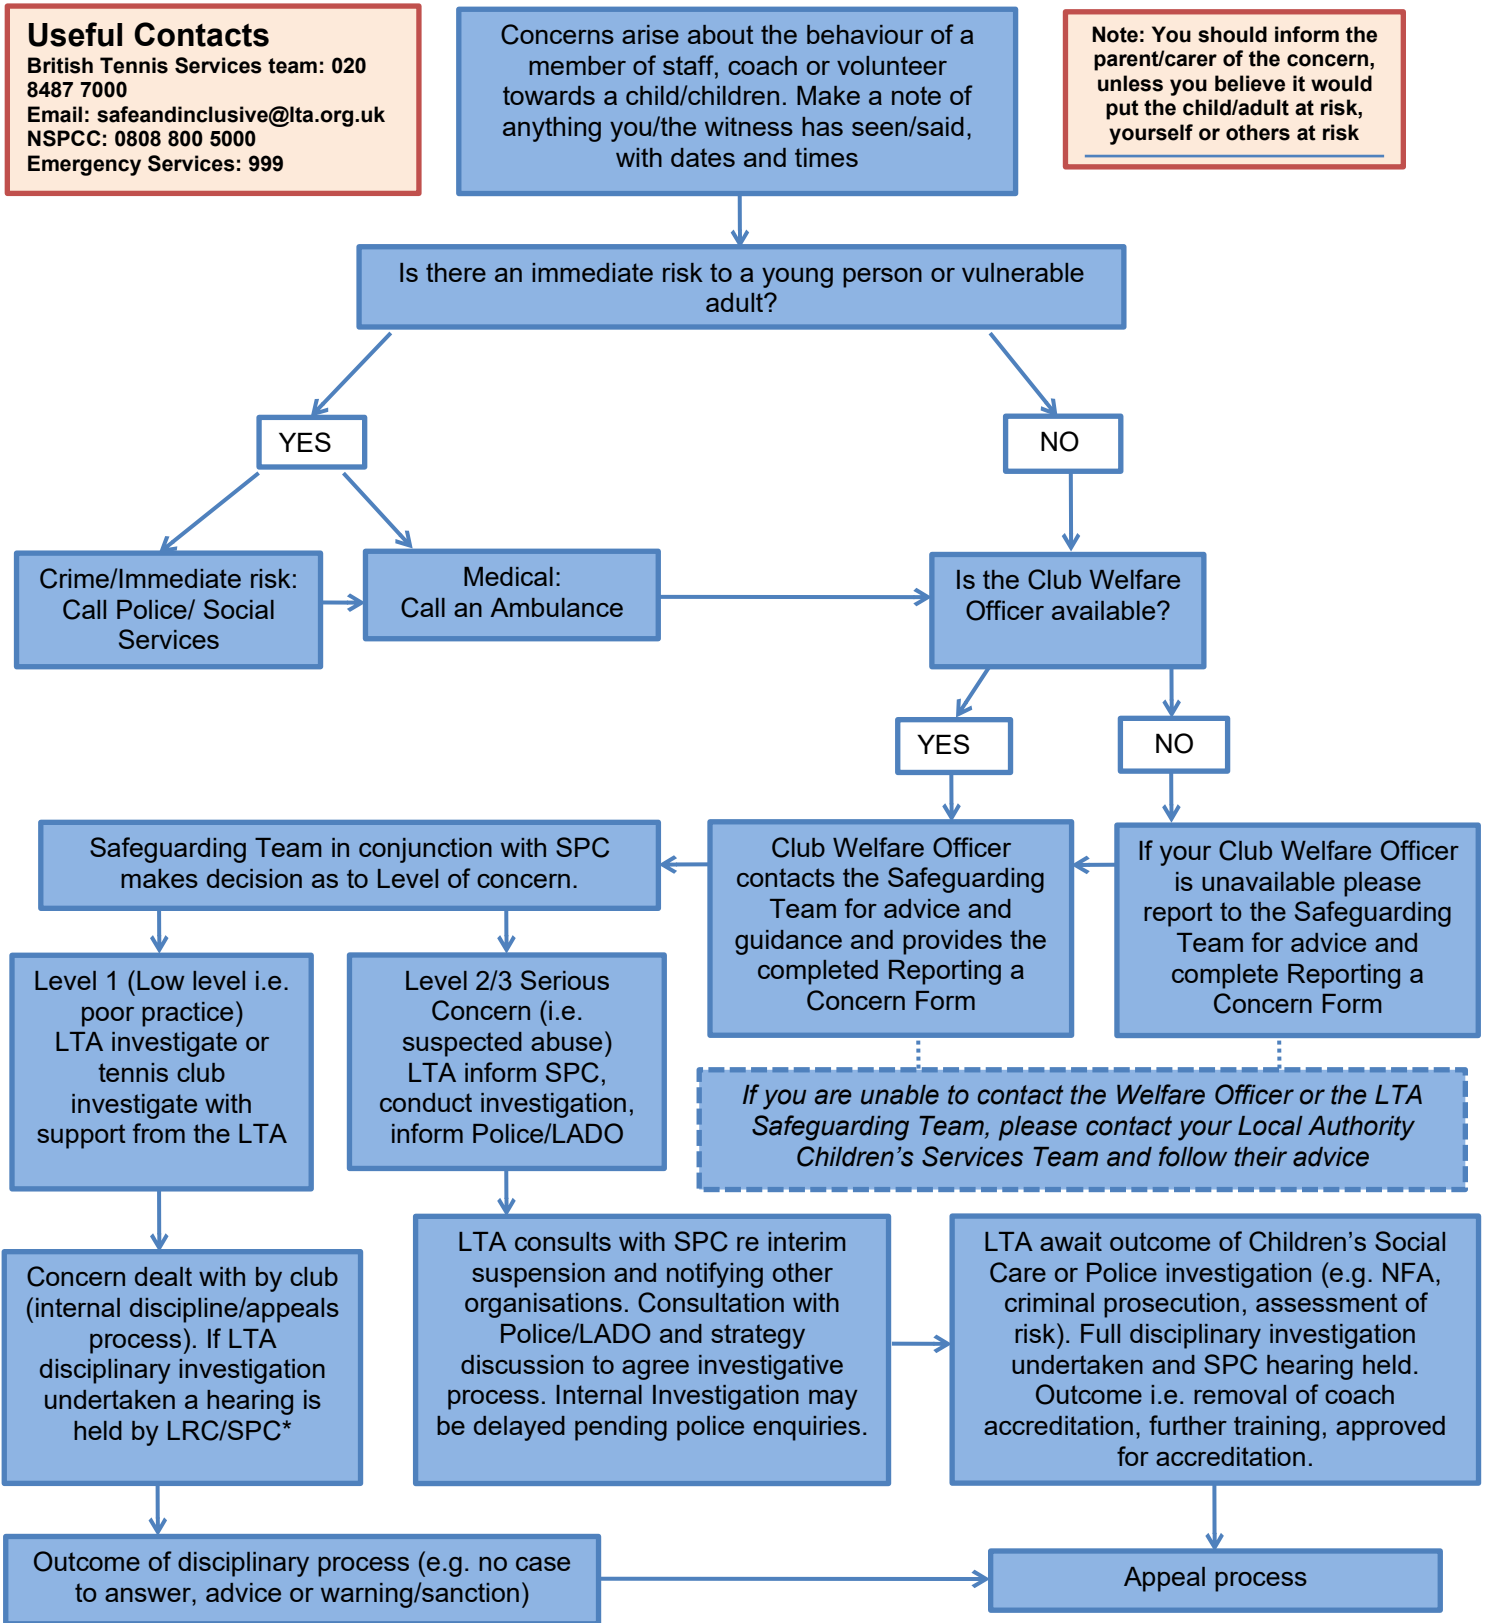 Useful Contacts
British Tennis Services team: 020
8487 7000
Email: safeandinclusive@lta.org.uk
NSPCC: 0808 800 5000
Emergency Services: 999
Concerns arise about the behaviour of a
member of staff, coach or volunteer
towards a child/children. Make a note of
anything you/the witness has seen/said,
with dates and times
Note: You should inform the
parent/carer of the concern,
unless you believe it would
put the child/adult at risk,
yourself or others at risk
Is there an immediate risk to a young person or vulnerable
adult?
YES
NO
Crime/Immediate risk:
Call Police/ Social
Services
Medical:
Call an Ambulance
Is the Club Welfare
Officer available?
YES
NO
Safeguarding Team in conjunction with SPC
makes decision as to Level of concern.
Club Welfare Officer
contacts the Safeguarding
Team for advice and
guidance and provides the
completed Reporting a
Concern Form
If your Club Welfare Officer
is unavailable please
report to the Safeguarding
Team for advice and
complete Reporting a
Concern Form
Level 1 (Low level i.e.
poor practice)
LTA investigate or
tennis club
investigate with
support from the LTA
Level 2/3 Serious
Concern (i.e.
suspected abuse)
LTA inform SPC,
conduct investigation,
inform Police/LADO
If you are unable to contact the Welfare Officer or the LTA
Safeguarding Team, please contact your Local Authority
Children’s Services Team and follow their advice
Concern dealt with by club
(internal discipline/appeals
process). If LTA
disciplinary investigation
undertaken a hearing is
held by LRC/SPC*
LTA consults with SPC re interim
suspension and notifying other
organisations. Consultation with
Police/LADO and strategy
discussion to agree investigative
process. Internal Investigation may
be delayed pending police enquiries.
LTA await outcome of Children’s Social
Care or Police investigation (e.g. NFA,
criminal prosecution, assessment of
risk). Full disciplinary investigation
undertaken and SPC hearing held.
Outcome i.e. removal of coach
accreditation, further training, approved
for accreditation.
Outcome of disciplinary process (e.g. no case
to answer, advice or warning/sanction)
Appeal process